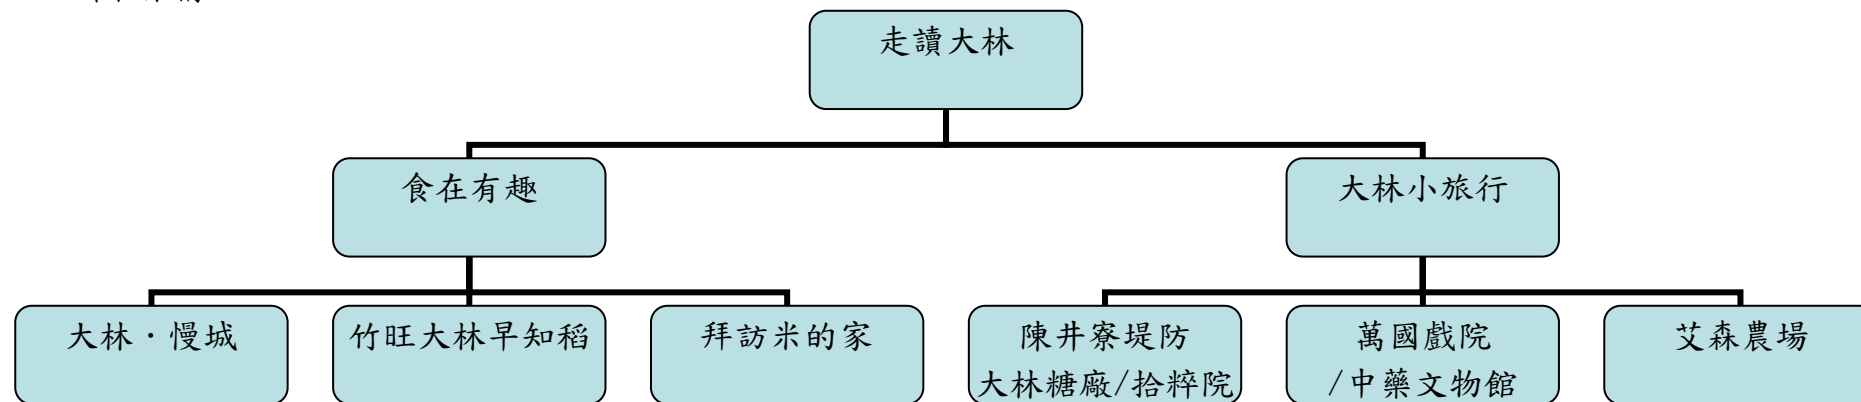 走讀大林
食在有趣
大林小旅行
大林‧慢城
竹旺大林早知稻
拜訪米的家
陳井寮堤防
大林糖廠/拾粹院
萬國戲院
/中藥文物館
艾森農場